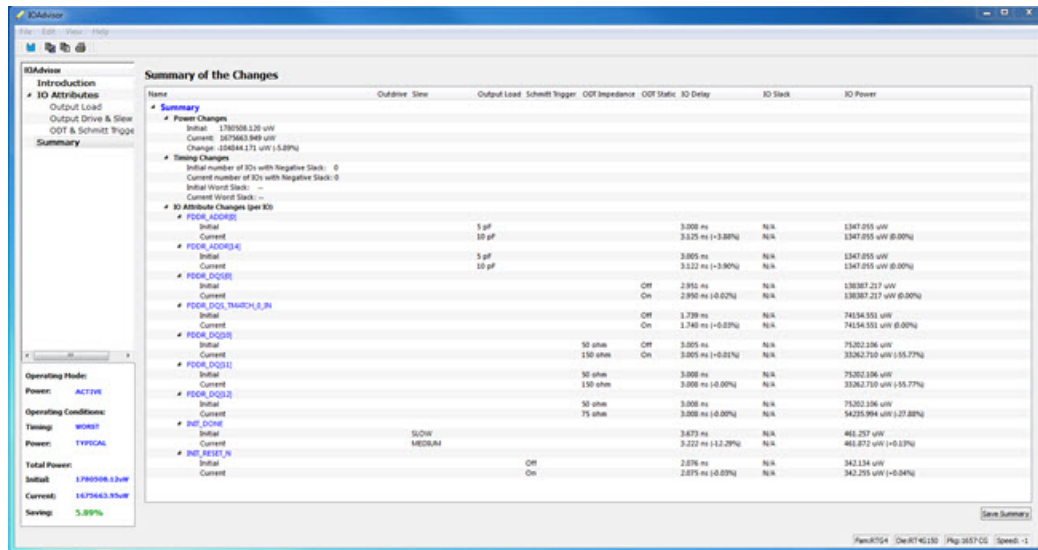 IOAdvisor
File Edit View Help
IOAdvisor
Introduction
IO Attributes
Output Load
Output Drive & Slew
ODT & Schmitt Trigge
Summary
Operating Mode:
Power: ACTIVE
Operating Conditions:
Timing: WORST
Power: TYPICAL
Total Power:
Initial: 1780508.12uW
Current: 1675663.95uW
Saving: 5.89%
Summary of the Changes
Name Outdrive Slew Output Load Schmitt Trigger ODT Impedance ODT Static IO Delay IO Slack IO Power
Summary
Power Changes
Initial: 1780508.120 uW
Current: 1675663.949 uW
Change: -104844.171 uW (-5.89%)
Timing Changes
Initial number of IOs with Negative Slack: 0
Current number of IOs with Negative Slack: 0
Initial Worst Slack: --
Current Worst Slack: --
IO Attribute Changes (per IO)
FDDR_ADDR[0]
Initial 5 pF 3.008 ns N/A 1347.055 uW
Current 10 pF 3.125 ns (+3.88%) N/A 1347.055 uW (0.00%)
FDDR_ADDR[14]
Initial 5 pF 3.005 ns N/A 1347.055 uW
Current 10 pF 3.122 ns (+3.90%) N/A 1347.055 uW (0.00%)
FDDR_DQS[0]
Initial Off 2.951 ns N/A 138387.217 uW
Current On 2.950 ns (-0.02%) N/A 138387.217 uW (0.00%)
FDDR_DQS_TMATCH_0_IN
Initial Off 1.739 ns N/A 74154.551 uW
Current On 1.740 ns (+0.03%) N/A 74154.551 uW (0.00%)
FDDR_DQ[10]
Initial 50 ohm Off 3.005 ns N/A 75202.106 uW
Current 150 ohm On 3.005 ns (+0.01%) N/A 33262.710 uW (-55.77%)
FDDR_DQ[11]
Initial 50 ohm 3.008 ns N/A 75202.106 uW
Current 150 ohm 3.008 ns (-0.00%) N/A 33262.710 uW (-55.77%)
FDDR_DQ[12]
Initial 50 ohm 3.008 ns N/A 75202.106 uW
Current 75 ohm 3.008 ns (-0.00%) N/A 54235.994 uW (-27.88%)
INIT_DONE
Initial SLOW 3.673 ns N/A 461.257 uW
Current MEDIUM 3.222 ns (-12.29%) N/A 461.872 uW (+0.13%)
INIT_RESET_N
Initial Off 2.076 ns N/A 342.134 uW
Current On 2.075 ns (-0.03%) N/A 342.255 uW (+0.04%)
Save Summary
Fam:RTG4 Die:RT4G150 Pkg:1657 CG Speed: -1